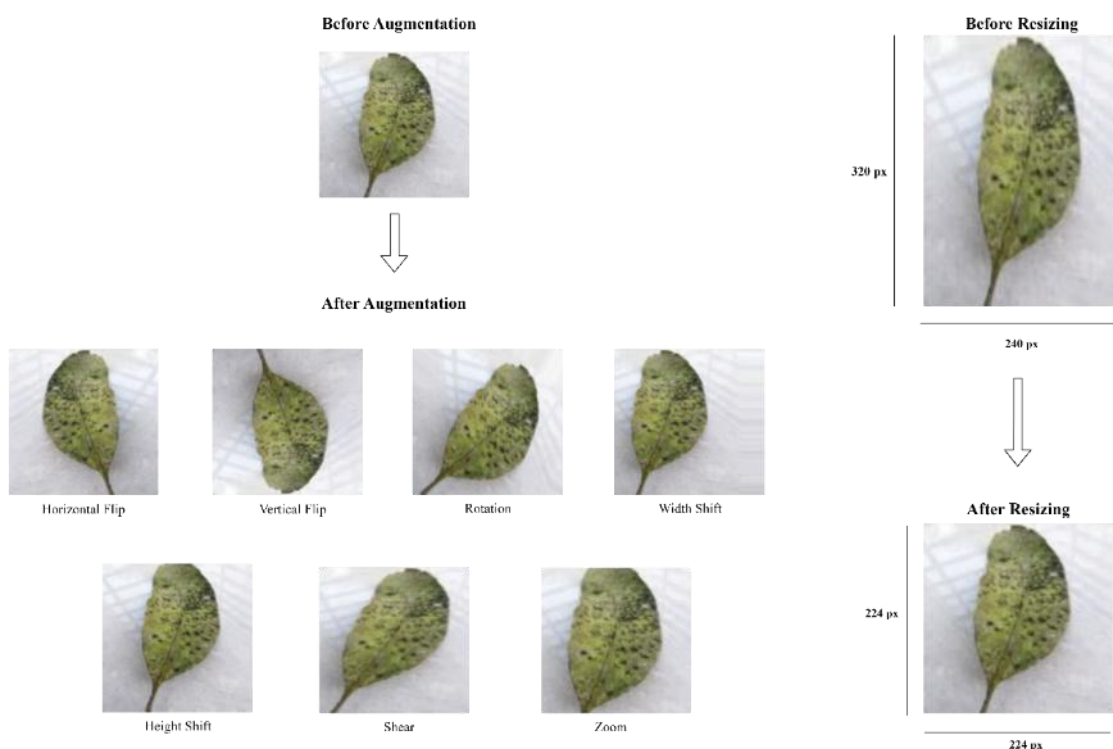 Before Augmentation
After Augmentation
Horizontal Flip
Vertical Flip
Rotation
Width Shift
Height Shift
Shear
Zoom
Before Resizing
320 px
240 px
After Resizing
224 px
224 px